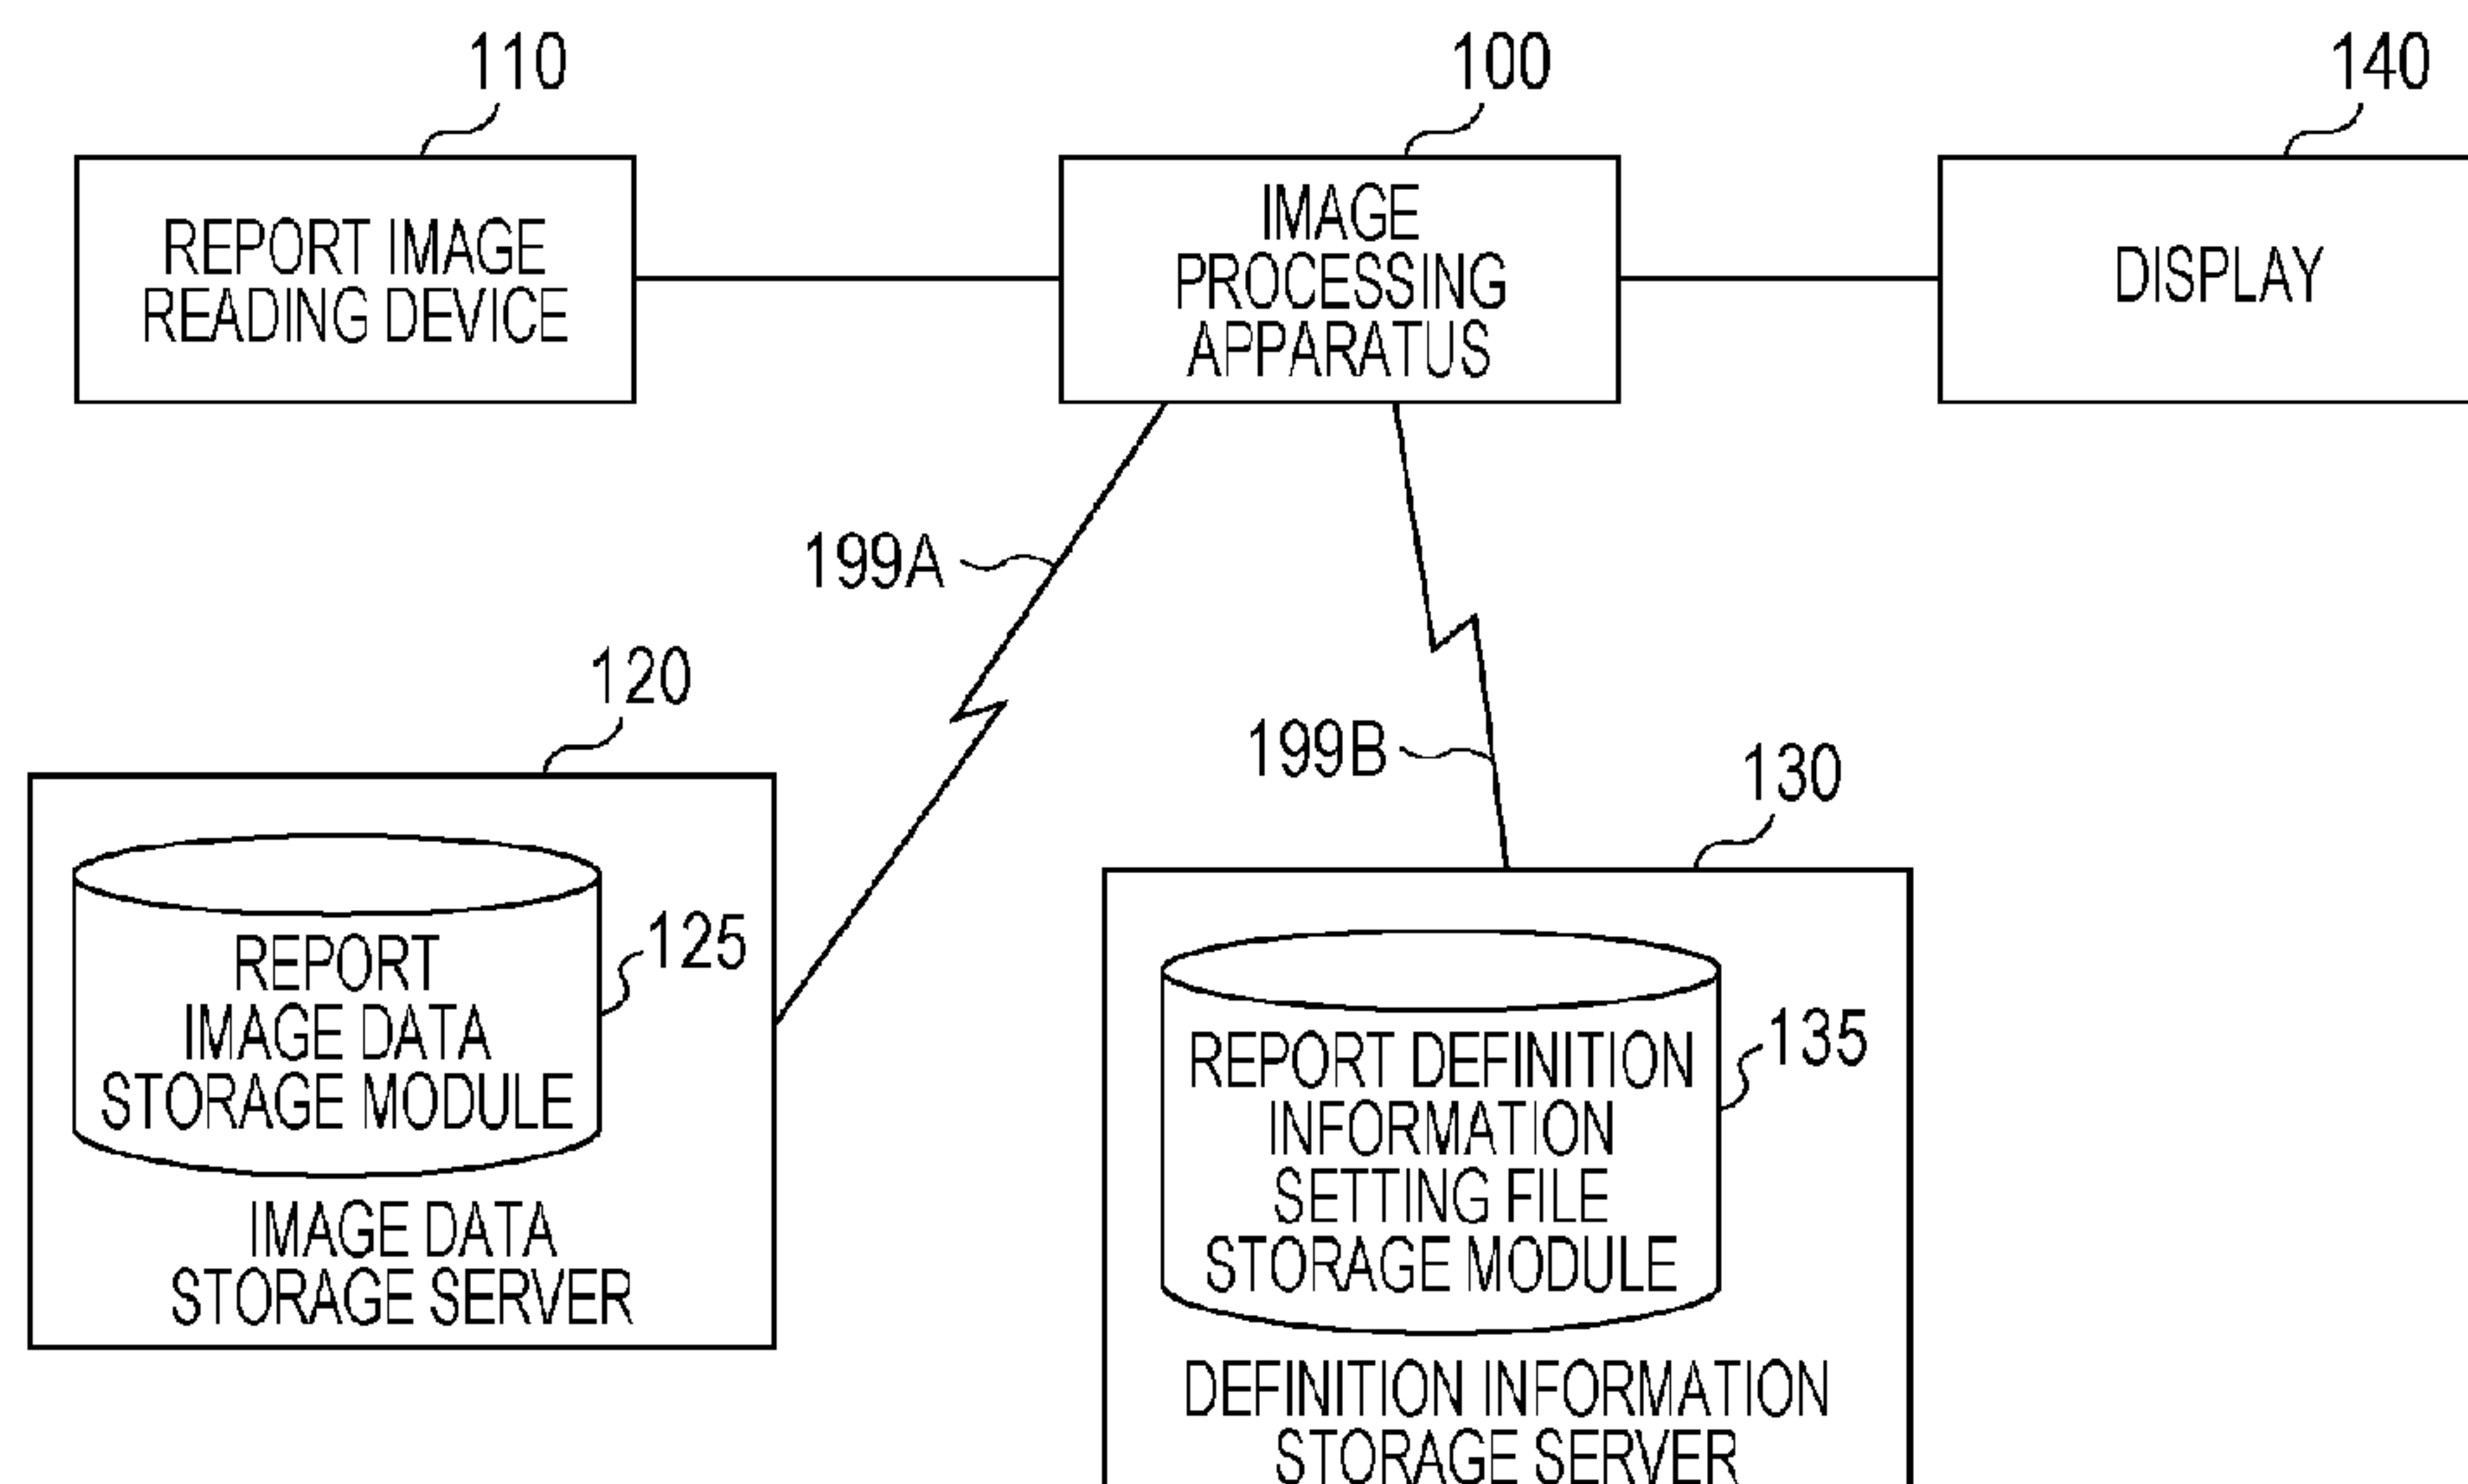 110
100
140
REPORT IMAGE
READING DEVICE
IMAGE
PROCESSING
APPARATUS
DISPLAY
199A
199B
120
130
125
REPORT
IMAGE DATA
STORAGE MODULE
IMAGE DATA
STORAGE SERVER
135
REPORT DEFINITION
INFORMATION
SETTING FILE
STORAGE MODULE
DEFINITION INFORMATION
STORAGE SERVER